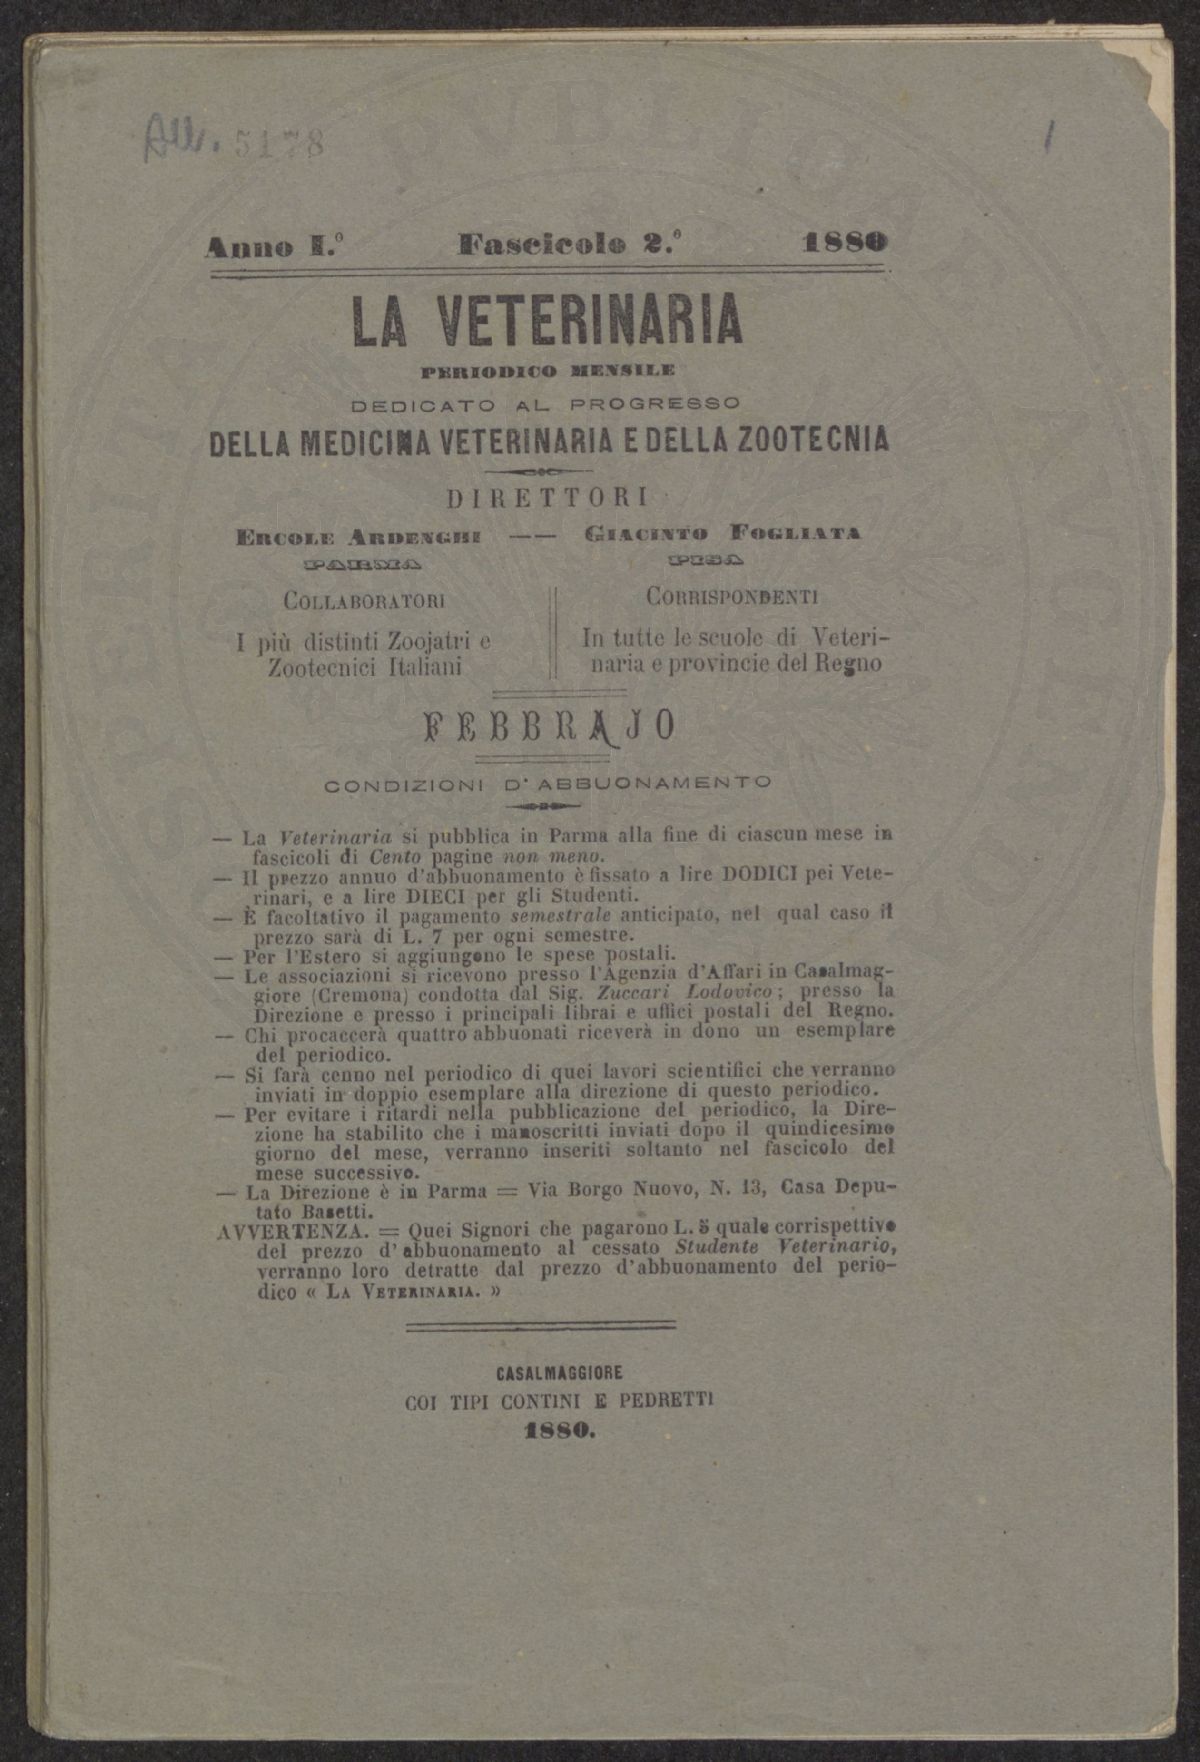 All. 5178
1
Anno I.º Fascicolo 2.º 1880
LA VETERINARIA
PERIODICO MENSILE
DEDICATO AL PROGRESSO
DELLA MEDICINA VETERINARIA E DELLA ZOOTECNIA
DIRETTORI
ERCOLE ARDENGHI —— GIACINTO FOGLIATA
PARMA PISA
COLLABORATORI
I più distinti Zoojatri e
Zootecnici Italiani
CORRISPONDENTI
In tutte le scuole di Veteri-
naria e provincie del Regno
FEBBRAJO
CONDIZIONI D'ABBUONAMENTO
— La Veterinaria si pubblica in Parma alla fine di ciascun mese in
fascicoli di Cento pagine non meno.
— Il prezzo annuo d'abbuonamento è fissato a lire DODICI pei Vete-
rinari, e a lire DIECI per gli Studenti.
— È facoltativo il pagamento semestrale anticipato, nel qual caso il
prezzo sarà di L. 7 per ogni semestre.
— Per l'Estero si aggiungono le spese postali.
— Le associazioni si ricevono presso l'Agenzia d'Affari in Casalmag-
giore (Cremona) condotta dal Sig. Zuccari Lodovico; presso la
Direzione e presso i principali librai e uffici postali del Regno.
— Chi procaccerà quattro abbuonati riceverà in dono un esemplare
del periodico.
— Si farà cenno nel periodico di quei lavori scientifici che verranno
inviati in doppio esemplare alla direzione di questo periodico.
— Per evitare i ritardi nella pubblicazione del periodico, la Dire-
zione ha stabilito che i manoscritti inviati dopo il quindicesimo
giorno del mese, verranno inseriti soltanto nel fascicolo del
mese successivo.
— La Direzione è in Parma = Via Borgo Nuovo, N. 13, Casa Depu-
tato Basetti.
AVVERTENZA. = Quei Signori che pagarono L. 5 quale corrispettivo
del prezzo d'abbuonamento al cessato Studente Veterinario,
verranno loro detratte dal prezzo d'abbuonamento del perio-
dico « LA VETERINARIA. »
CASALMAGGIORE
COI TIPI CONTINI E PEDRETTI
1880.